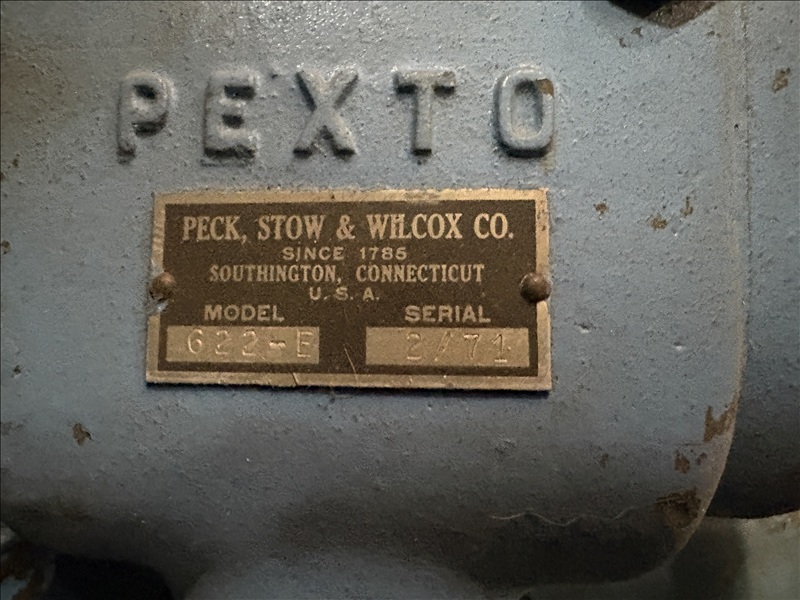 PEXTO
PECK, STOW & WILCOX CO.
SINCE 1785
SOUTHINGTON, CONNECTICUT
U. S. A.
MODEL SERIAL
622-E 2/71